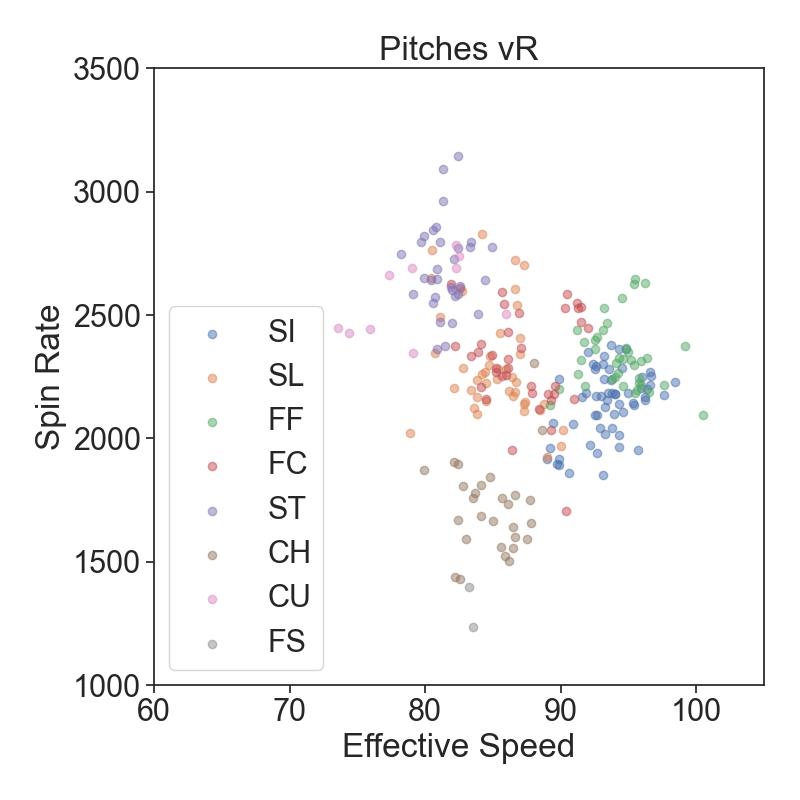 Pitches vR
3500
3000
2500
2000
1500
1000
Spin Rate
SI
SL
FF
FC
ST
CH
CU
FS
60 70 80 90 100
Effective Speed